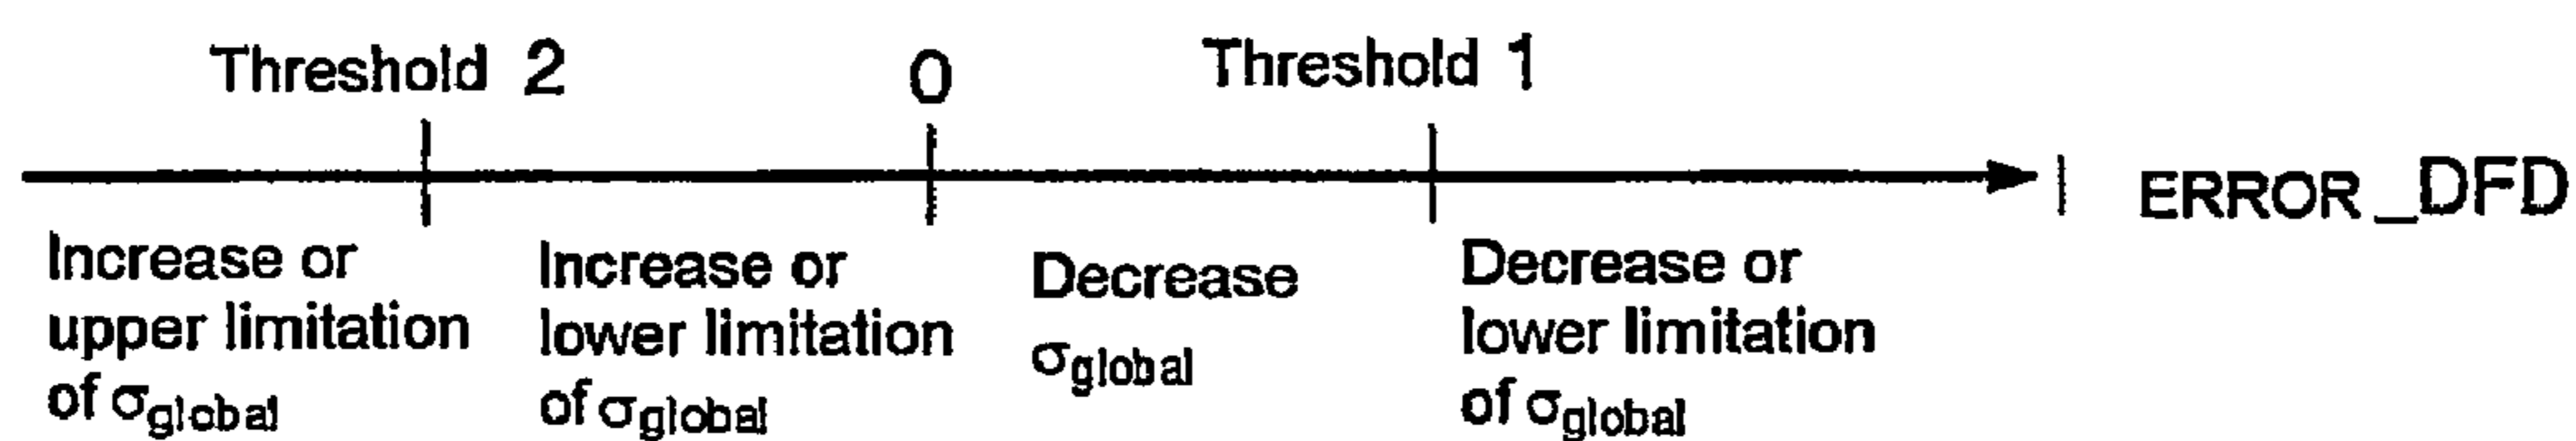 Threshold 2
0
Threshold 1
ERROR_DFD
Increase or
upper limitation
of σglobal
Increase or
lower limitation
of σglobal
Decrease
σglobal
Decrease or
lower limitation
of σglobal